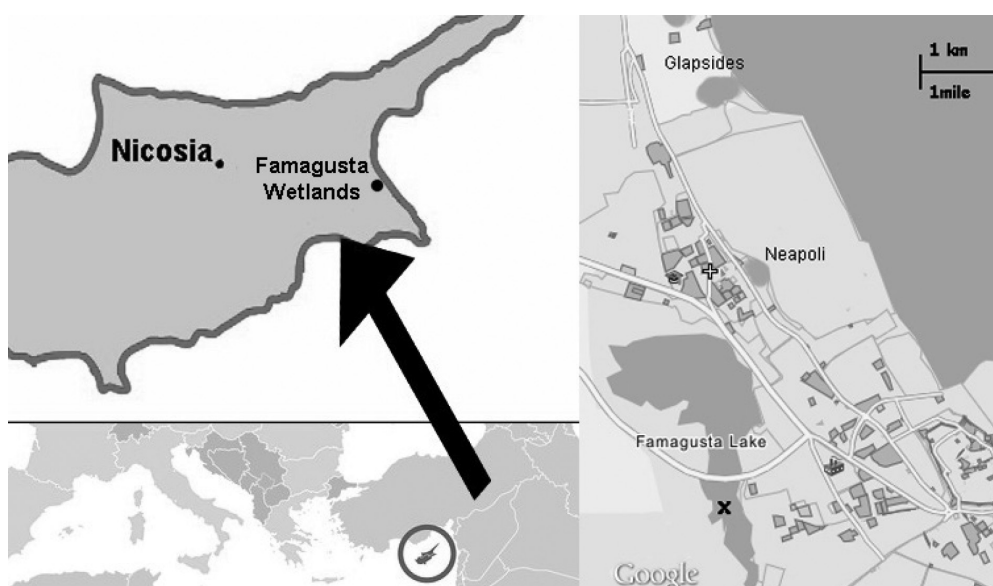 Nicosia
Famagusta
Wetlands
Glapsides
1 km
1mile
Neapoli
Famagusta Lake
x
Google